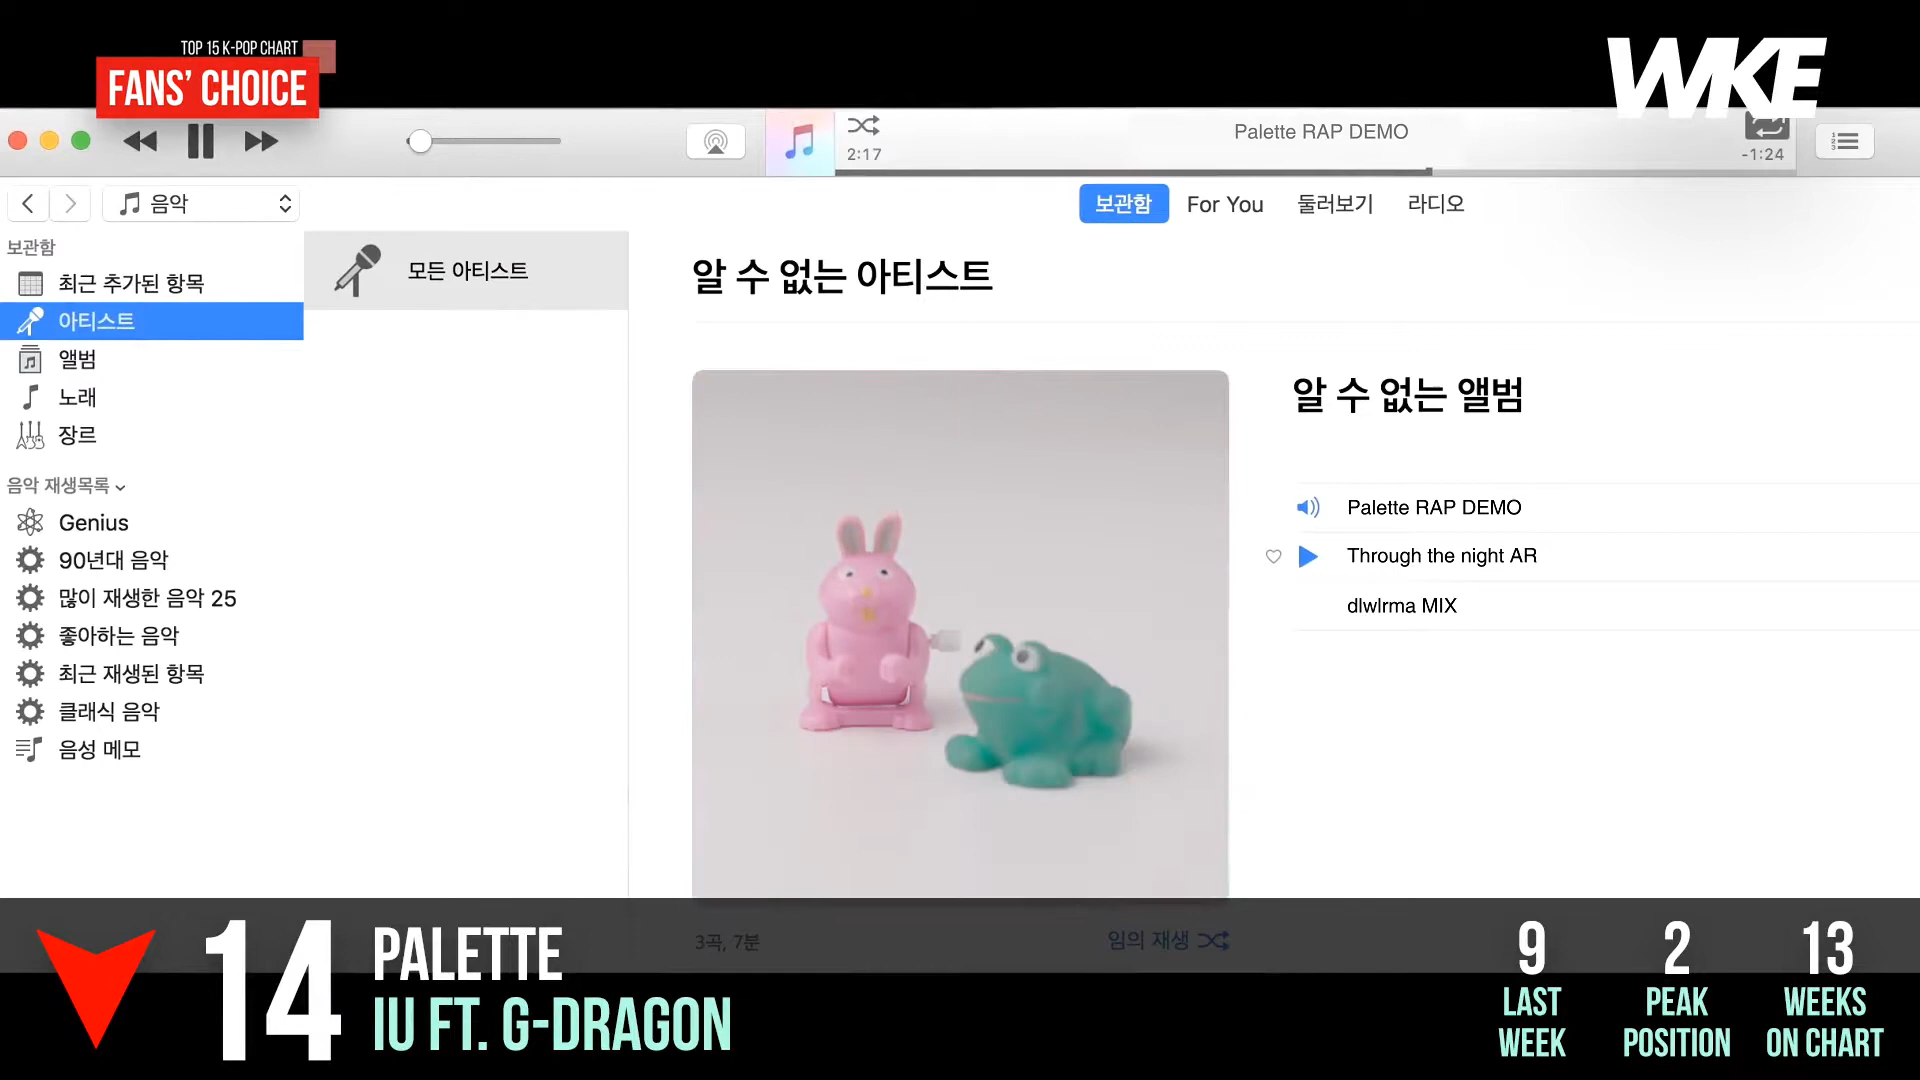 TOP 15 K-POP CHART
FANS' CHOICE
WKE
Palette RAP DEMO
2:17
-1:24
음악
보관함
For You
둘러보기
라디오
보관함
최근 추가된 항목
아티스트
앨범
노래
장르
음악 재생목록
Genius
90년대 음악
많이 재생한 음악 25
좋아하는 음악
최근 재생된 항목
클래식 음악
음성 메모
모든 아티스트
알 수 없는 아티스트
알 수 없는 앨범
Palette RAP DEMO
Through the night AR
dlwlrma MIX
3곡, 7분
임의 재생
14
PALETTE
IU FT. G-DRAGON
9
LAST
WEEK
2
PEAK
POSITION
13
WEEKS
ON CHART